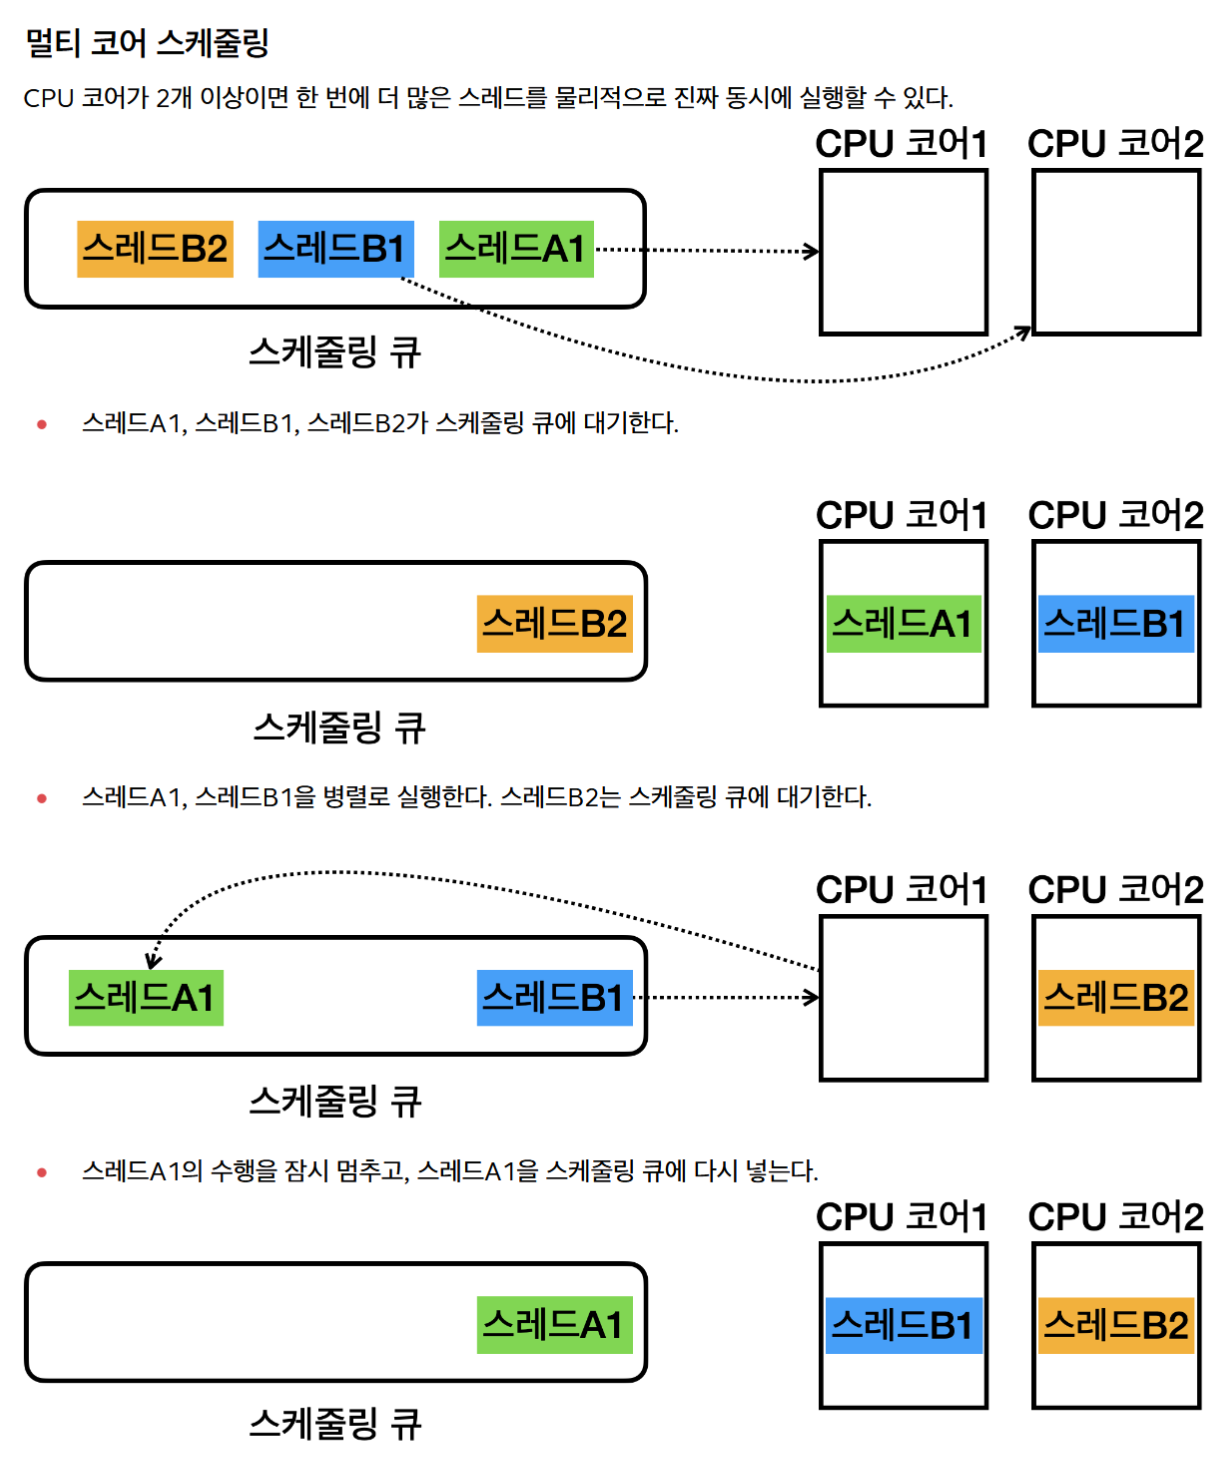 멀티 코어 스케줄링
CPU 코어가 2개 이상이면 한 번에 더 많은 스레드를 물리적으로 진짜 동시에 실행할 수 있다.
CPU 코어1 CPU 코어2
스레드B2 스레드B1 스레드A1
스케줄링 큐
• 스레드A1, 스레드B1, 스레드B2가 스케줄링 큐에 대기한다.
CPU 코어1 CPU 코어2
스레드B2 스레드A1 스레드B1
스케줄링 큐
• 스레드A1, 스레드B1을 병렬로 실행한다. 스레드B2는 스케줄링 큐에 대기한다.
CPU 코어1 CPU 코어2
스레드A1 스레드B1 스레드B2
스케줄링 큐
• 스레드A1의 수행을 잠시 멈추고, 스레드A1을 스케줄링 큐에 다시 넣는다.
CPU 코어1 CPU 코어2
스레드A1 스레드B1 스레드B2
스케줄링 큐